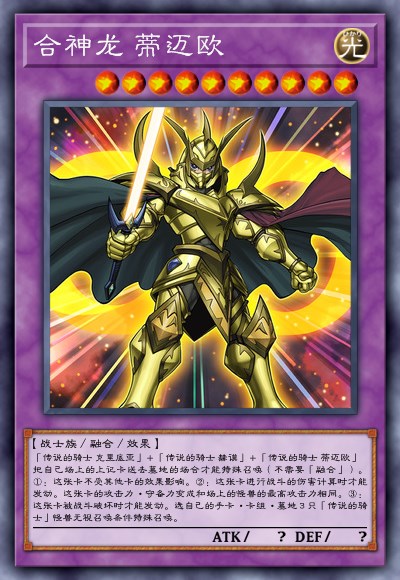 合神龙 蒂迈欧
光
【战士族／融合／效果】
「传说的骑士 克里底亚」+「传说的骑士 赫谟」+「传说的骑士 蒂迈欧」
把自己场上的上记卡送去墓地的场合才能特殊召唤（不需要「融合」）。
①：这张卡不受其他卡的效果影响。②：这张卡进行战斗的伤害计算时才能
发动。这张卡的攻击力·守备力变成和场上的怪兽的最高攻击力相同。③：
这张卡被战斗破坏时才能发动。选自己的手卡·卡组·墓地3只「传说的骑
士」怪兽无视召唤条件特殊召唤。
ATK/ ? DEF/ ?